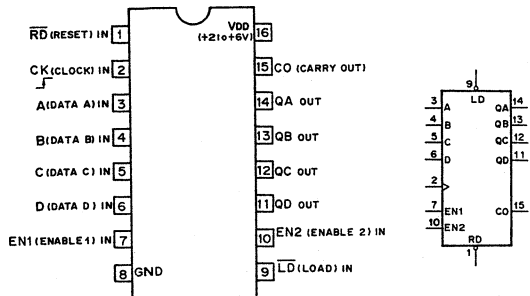 RD (RESET) IN 1
CK (CLOCK) IN 2
A (DATA A) IN 3
B (DATA B) IN 4
C (DATA C) IN 5
D (DATA D) IN 6
EN1 (ENABLE 1) IN 7
8 GND
VDD 16
(+2 to +6V)
15 CO (CARRY OUT)
14 QA OUT
13 QB OUT
12 QC OUT
11 QD OUT
10 EN2 (ENABLE 2) IN
9 LD (LOAD) IN
9
LD
3 A QA 14
4 B QB 13
5 C QC 12
6 D QD 11
2
7 EN1 CO 15
10 EN2
RD
1